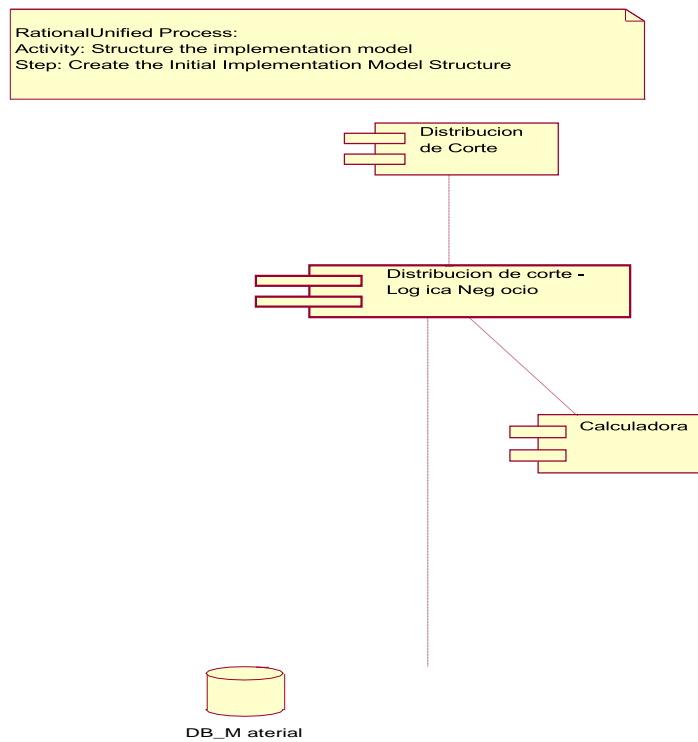 RationalUnified Process:
Activity: Structure the implementation model
Step: Create the Initial Implementation Model Structure
Distribucion
de Corte
Distribucion de corte -
Log ica Neg ocio
Calculadora
DB_M aterial